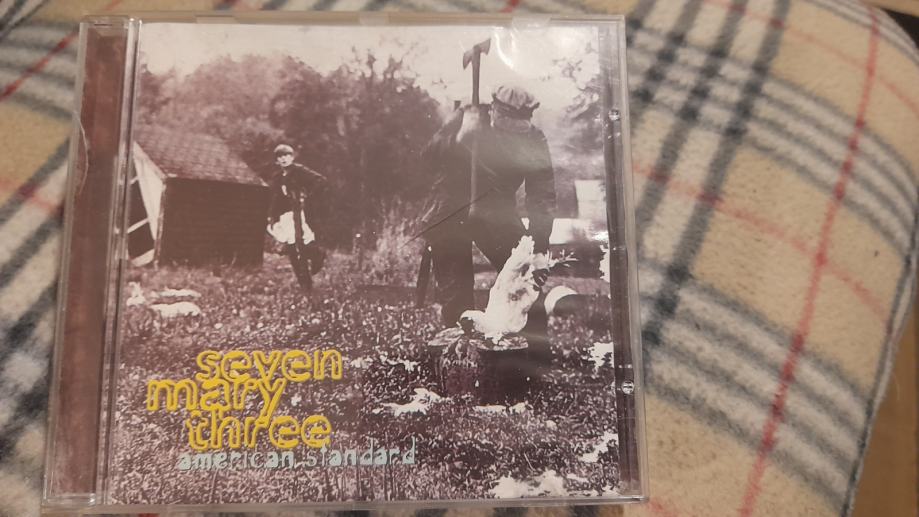 seven
mary
three
american standard